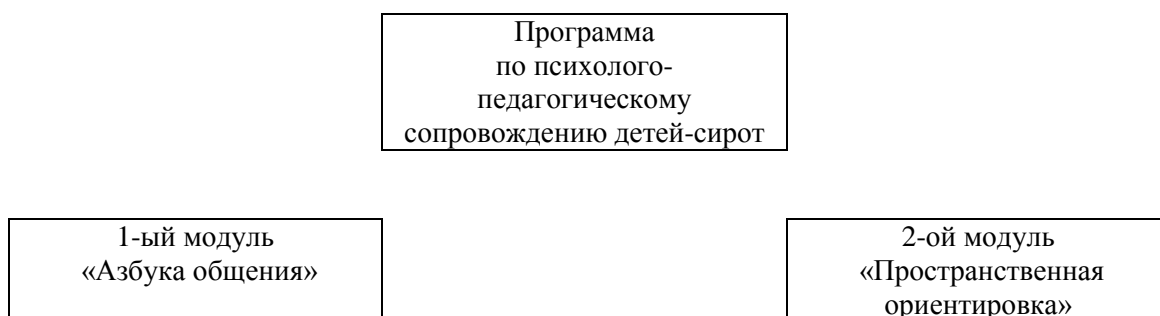 Программа
по психолого-
педагогическому
сопровождению детей-сирот
1-ый модуль
«Азбука общения»
2-ой модуль
«Пространственная
ориентировка»